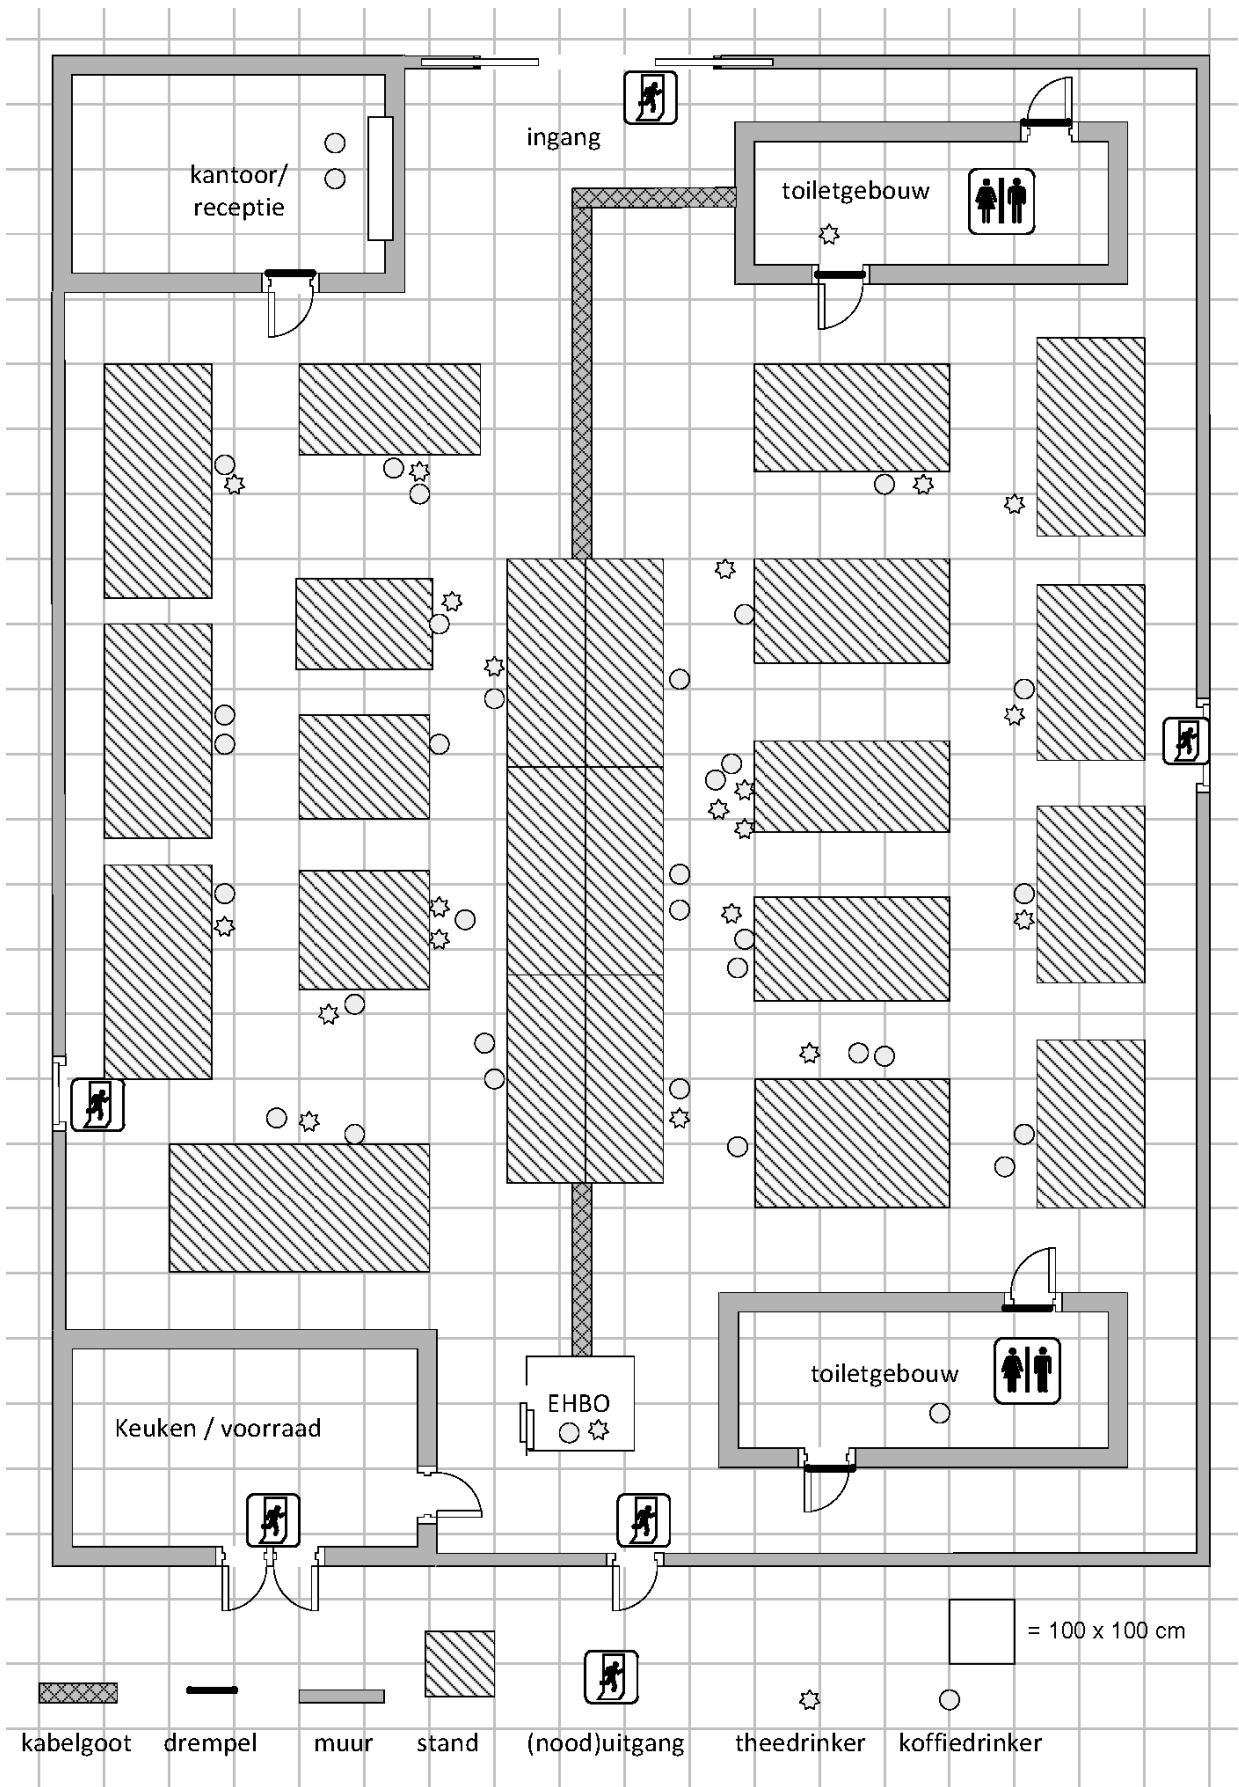 ingang
kantoor/
receptie
toiletgebouw
toiletgebouw
EHBO
Keuken / voorraad
= 100 x 100 cm
kabelgoot
drempel
muur
stand
(nood)uitgang
theedrinker
koffiedrinker